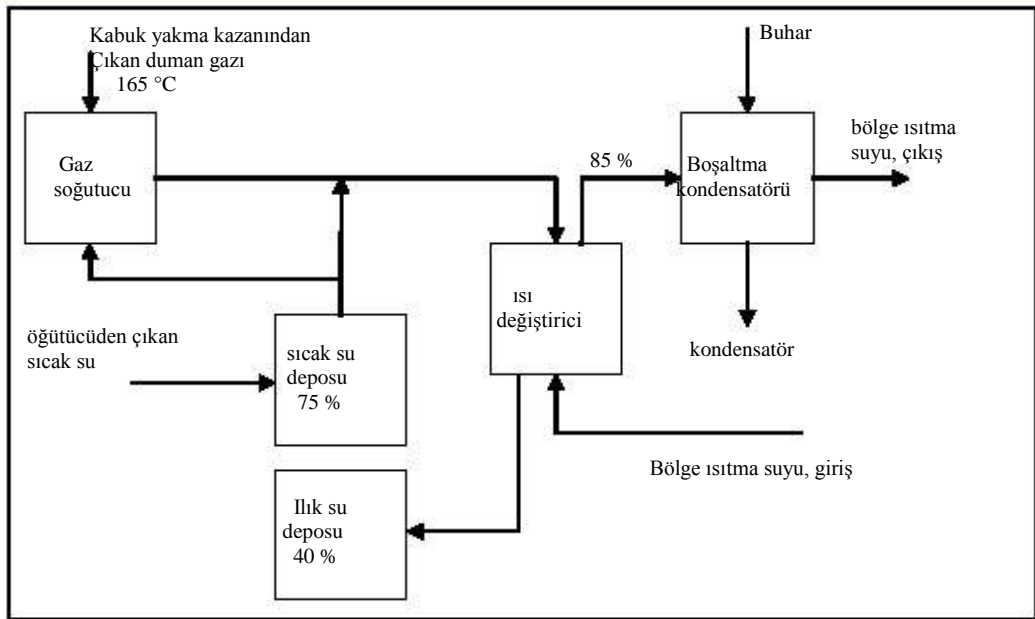 Kabuk yakma kazanından
Çıkan duman gazı
165 °C
Buhar
Gaz
soğutucu
85 %
Boşaltma
kondensatörü
bölge ısıtma
suyu, çıkış
ısı
değiştirici
öğütücüden çıkan
sıcak su
sıcak su
deposu
75 %
kondensatör
Bölge ısıtma suyu, giriş
Ilık su
deposu
40 %